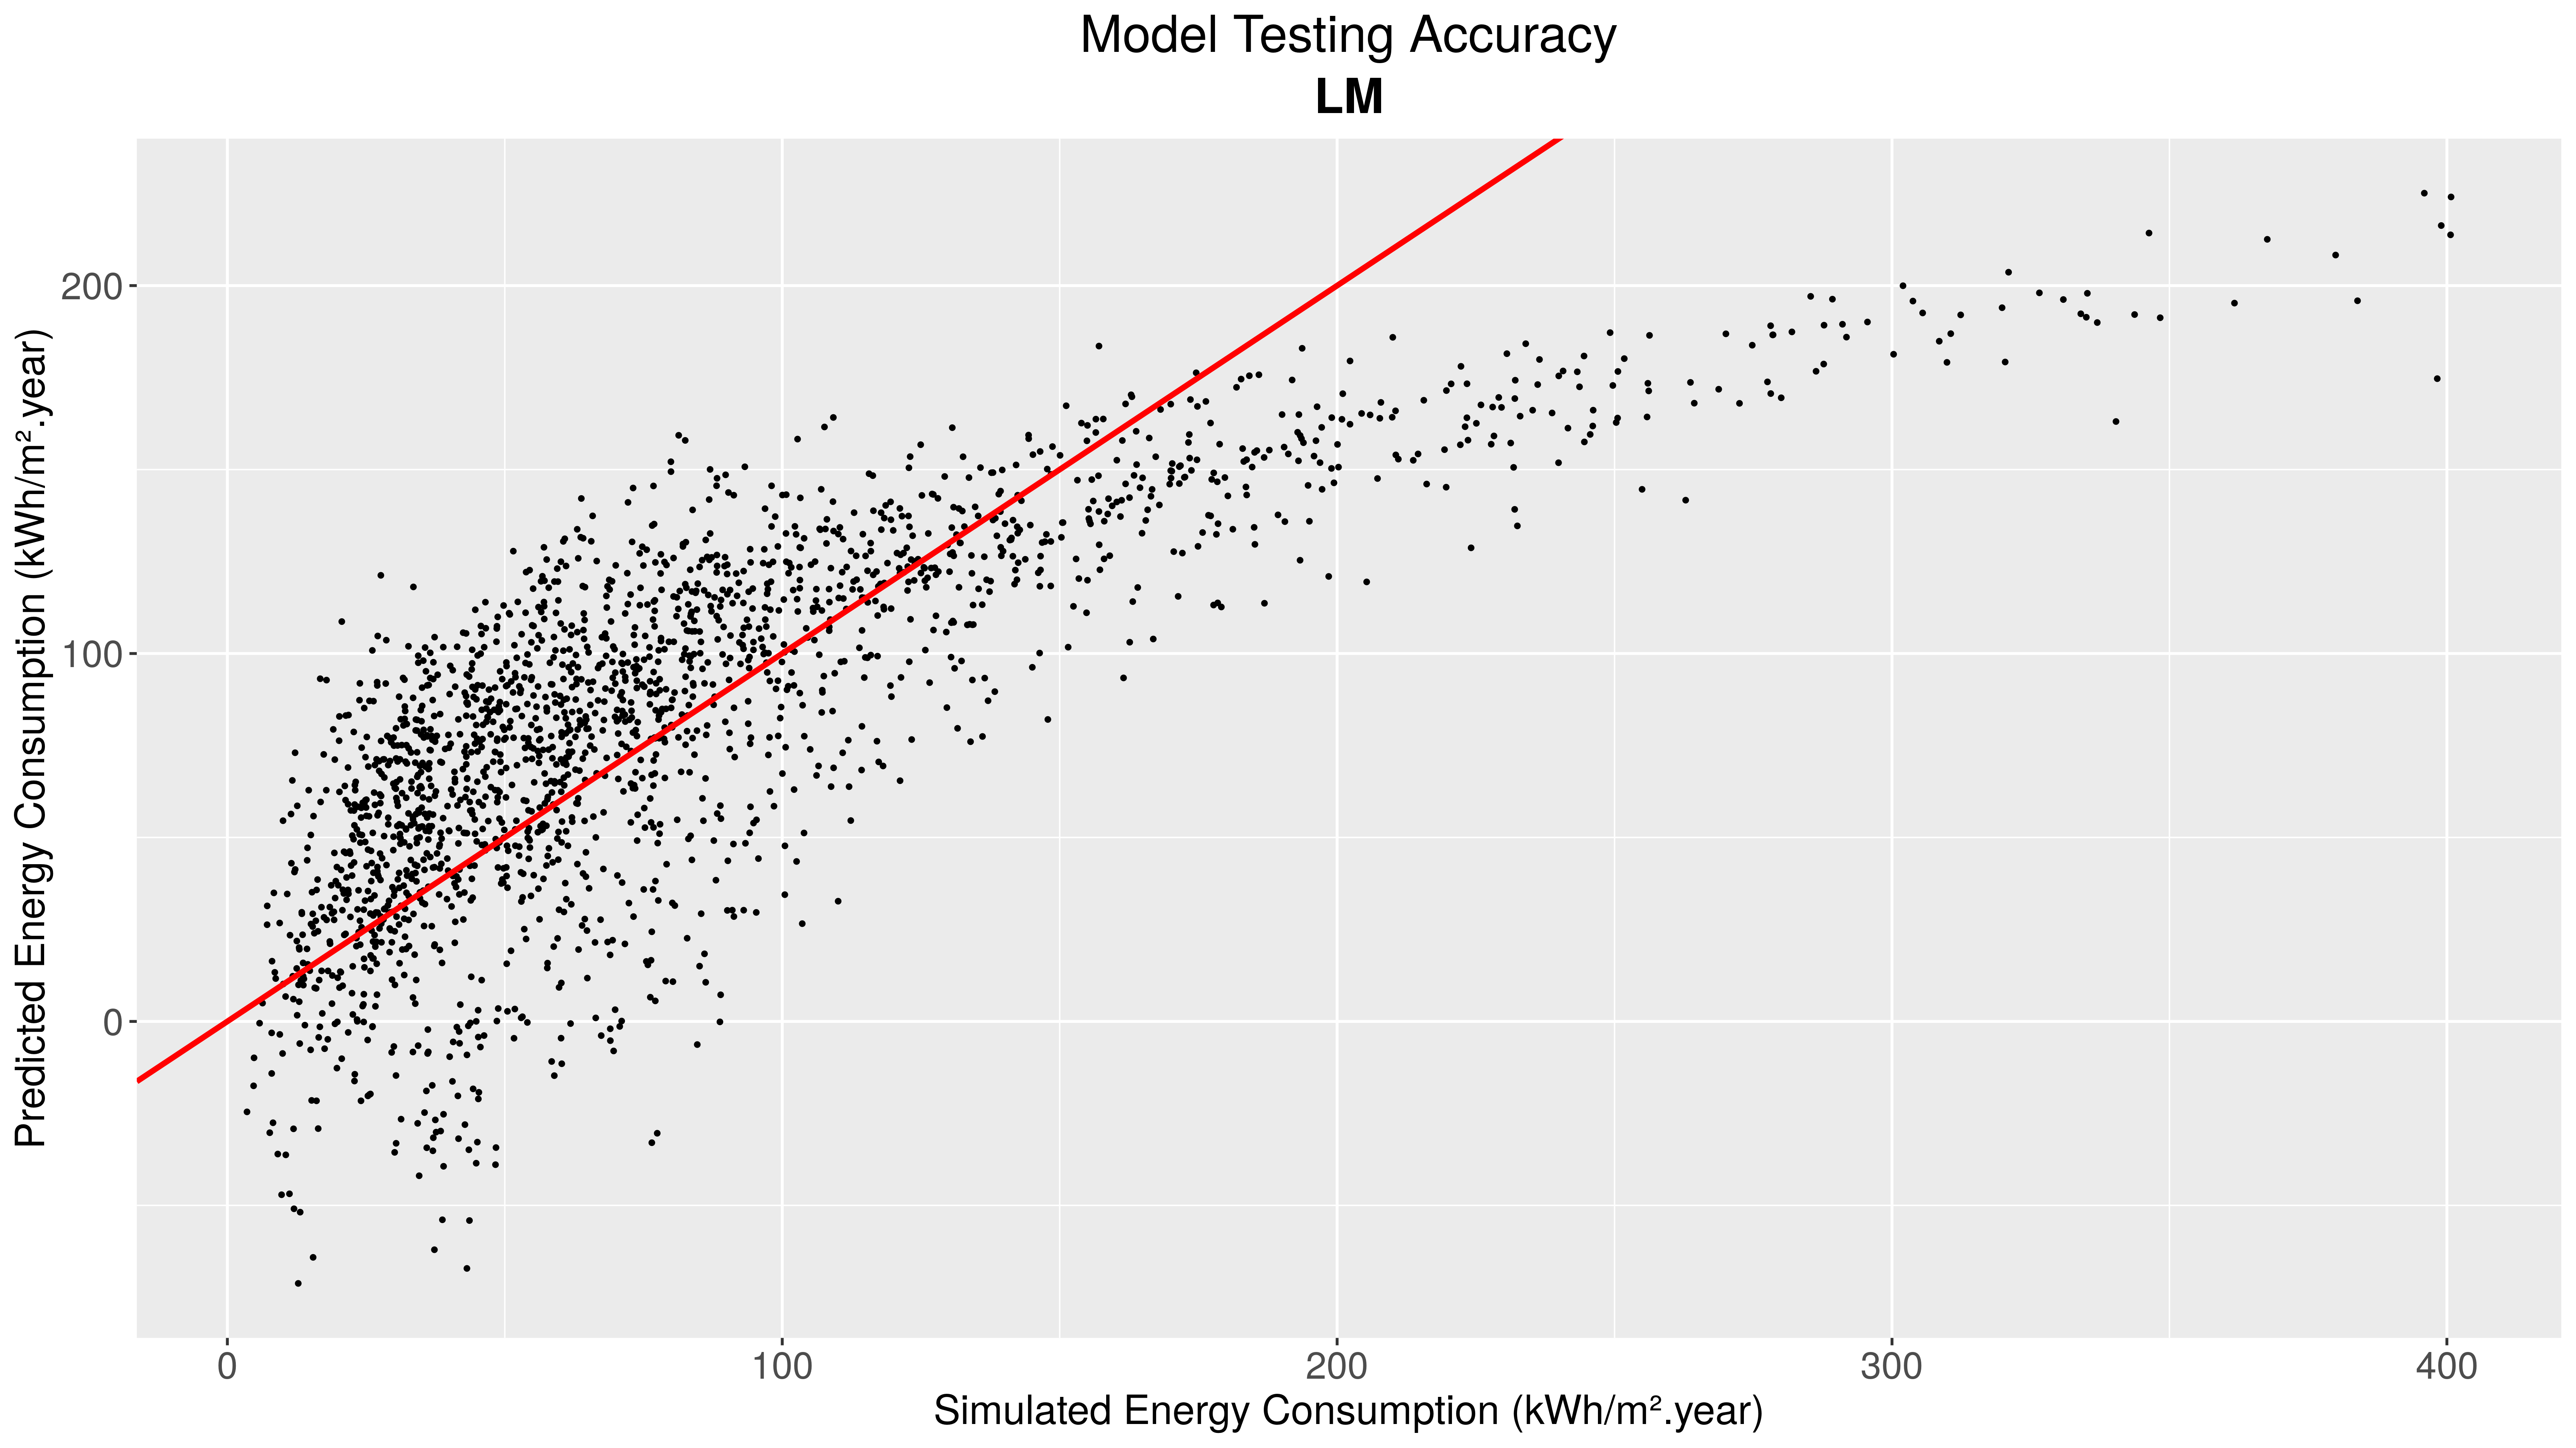 Model Testing Accuracy
LM
Predicted Energy Consumption (kWh/m².year)
200
100
0
0
100
200
300
400
Simulated Energy Consumption (kWh/m².year)